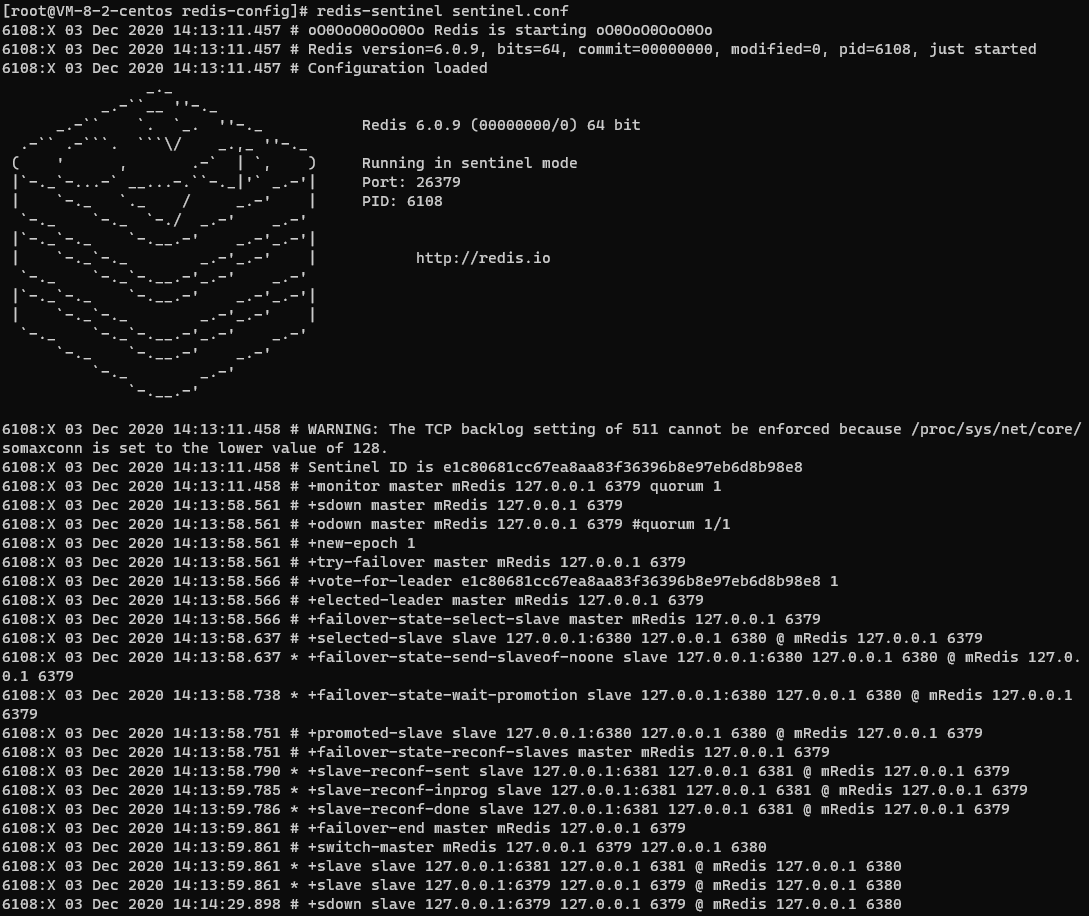 [root@VM-8-2-centos redis-config]# redis-sentinel sentinel.conf
6108:X 03 Dec 2020 14:13:11.457 # oO0OoO0OoO0Oo Redis is starting oO0OoO0OoO0Oo
6108:X 03 Dec 2020 14:13:11.457 # Redis version=6.0.9, bits=64, commit=00000000, modified=0, pid=6108, just started
6108:X 03 Dec 2020 14:13:11.457 # Configuration loaded
Redis 6.0.9 (00000000/0) 64 bit
Running in sentinel mode
Port: 26379
PID: 6108
http://redis.io
6108:X 03 Dec 2020 14:13:11.458 # WARNING: The TCP backlog setting of 511 cannot be enforced because /proc/sys/net/core/
somaxconn is set to the lower value of 128.
6108:X 03 Dec 2020 14:13:11.458 # Sentinel ID is e1c80681cc67ea8aa83f36396b8e97eb6d8b98e8
6108:X 03 Dec 2020 14:13:11.458 # +monitor master mRedis 127.0.0.1 6379 quorum 1
6108:X 03 Dec 2020 14:13:58.561 # +sdown master mRedis 127.0.0.1 6379
6108:X 03 Dec 2020 14:13:58.561 # +odown master mRedis 127.0.0.1 6379 #quorum 1/1
6108:X 03 Dec 2020 14:13:58.561 # +new-epoch 1
6108:X 03 Dec 2020 14:13:58.561 # +try-failover master mRedis 127.0.0.1 6379
6108:X 03 Dec 2020 14:13:58.566 # +vote-for-leader e1c80681cc67ea8aa83f36396b8e97eb6d8b98e8 1
6108:X 03 Dec 2020 14:13:58.566 # +elected-leader master mRedis 127.0.0.1 6379
6108:X 03 Dec 2020 14:13:58.566 # +failover-state-select-slave master mRedis 127.0.0.1 6379
6108:X 03 Dec 2020 14:13:58.637 # +selected-slave slave 127.0.0.1:6380 127.0.0.1 6380 @ mRedis 127.0.0.1 6379
6108:X 03 Dec 2020 14:13:58.637 * +failover-state-send-slaveof-noone slave 127.0.0.1:6380 127.0.0.1 6380 @ mRedis 127.0.
0.1 6379
6108:X 03 Dec 2020 14:13:58.738 * +failover-state-wait-promotion slave 127.0.0.1:6380 127.0.0.1 6380 @ mRedis 127.0.0.1
6379
6108:X 03 Dec 2020 14:13:58.751 # +promoted-slave slave 127.0.0.1:6380 127.0.0.1 6380 @ mRedis 127.0.0.1 6379
6108:X 03 Dec 2020 14:13:58.751 # +failover-state-reconf-slaves master mRedis 127.0.0.1 6379
6108:X 03 Dec 2020 14:13:58.790 * +slave-reconf-sent slave 127.0.0.1:6381 127.0.0.1 6381 @ mRedis 127.0.0.1 6379
6108:X 03 Dec 2020 14:13:59.785 * +slave-reconf-inprog slave 127.0.0.1:6381 127.0.0.1 6381 @ mRedis 127.0.0.1 6379
6108:X 03 Dec 2020 14:13:59.786 * +slave-reconf-done slave 127.0.0.1:6381 127.0.0.1 6381 @ mRedis 127.0.0.1 6379
6108:X 03 Dec 2020 14:13:59.861 # +failover-end master mRedis 127.0.0.1 6379
6108:X 03 Dec 2020 14:13:59.861 # +switch-master mRedis 127.0.0.1 6379 127.0.0.1 6380
6108:X 03 Dec 2020 14:13:59.861 * +slave slave 127.0.0.1:6381 127.0.0.1 6381 @ mRedis 127.0.0.1 6380
6108:X 03 Dec 2020 14:13:59.861 * +slave slave 127.0.0.1:6379 127.0.0.1 6379 @ mRedis 127.0.0.1 6380
6108:X 03 Dec 2020 14:14:29.898 # +sdown slave 127.0.0.1:6379 127.0.0.1 6379 @ mRedis 127.0.0.1 6380